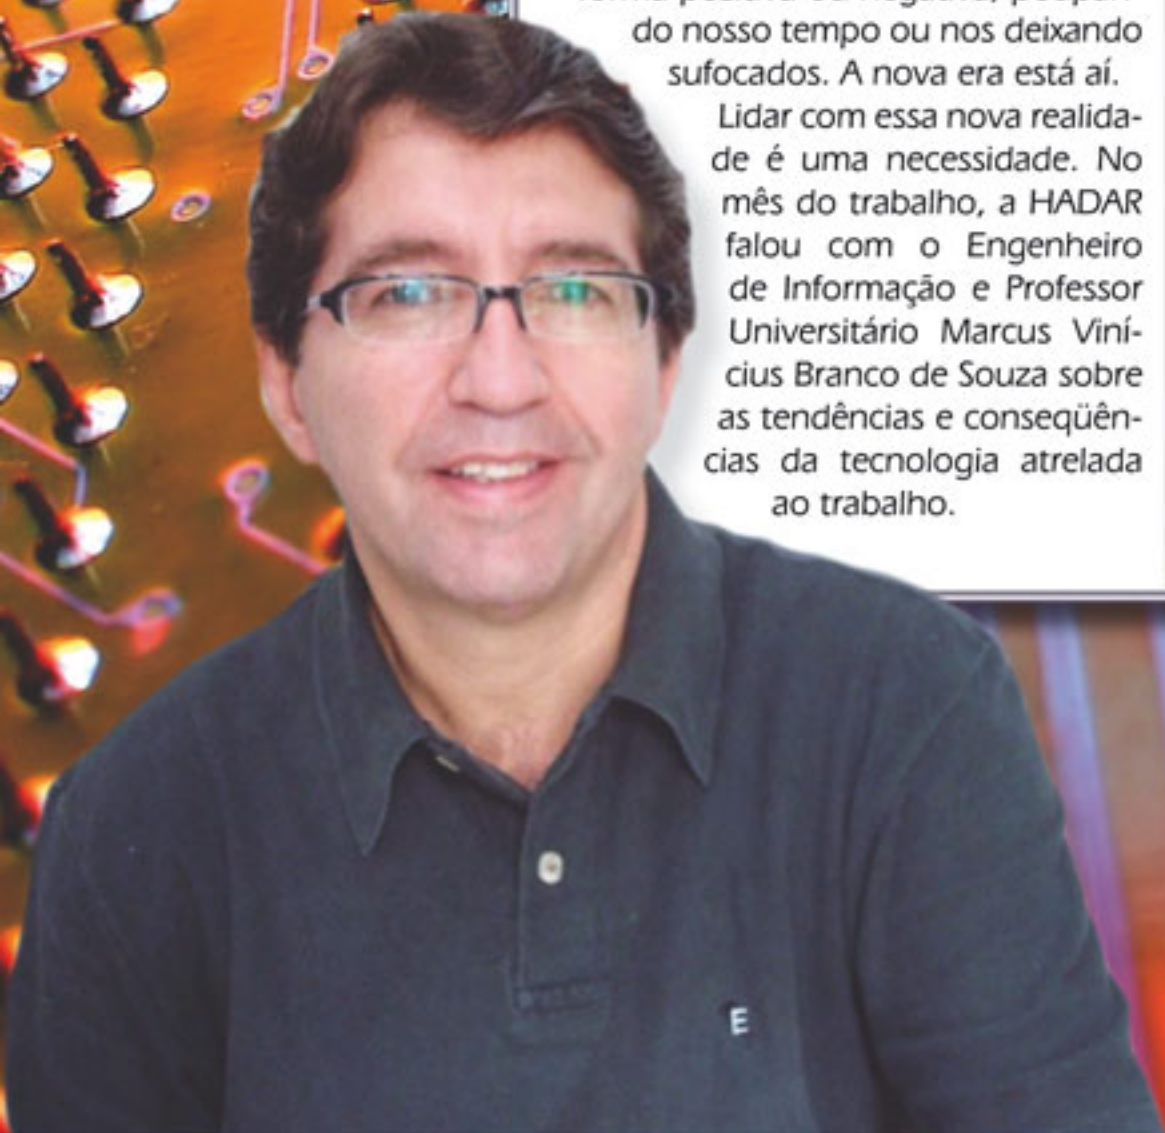 do nosso tempo ou nos deixando
sufocados. A nova era está aí.
Lidar com essa nova realida-
de é uma necessidade. No
mês do trabalho, a HADAR
falou com o Engenheiro
de Informação e Professor
Universitário Marcus Viní-
cius Branco de Souza sobre
as tendências e conseqüên-
cias da tecnologia atrelada
ao trabalho.
E